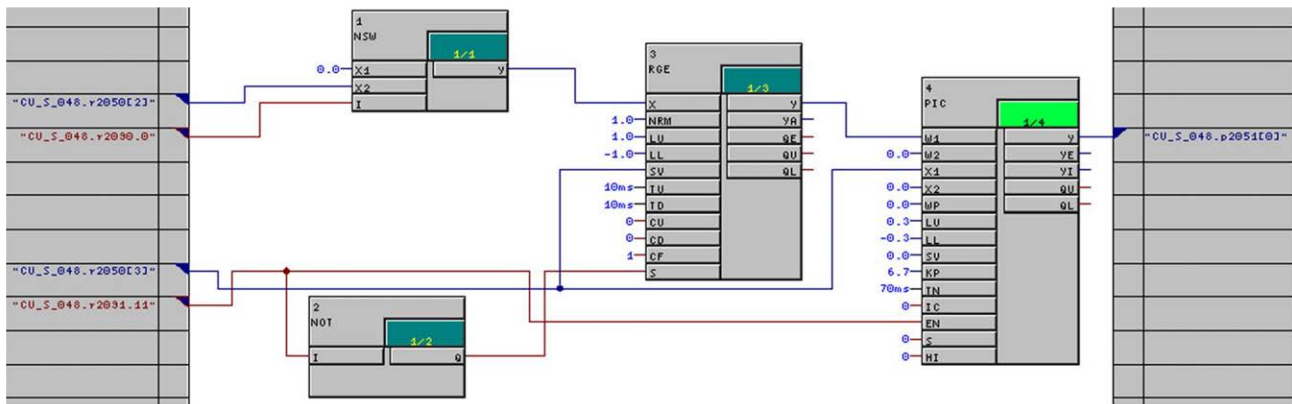 "CU_S_048.r2050[2]"
"CU_S_048.r2090.0"
"CU_S_048.r2050[3]"
"CU_S_048.r2091.11"
1
NSW
1/1
0.0
X1
X2
I
Y
2
NOT
1/2
I
Q
3
RGE
1/3
X
1.0
NRM
1.0
LU
-1.0
LL
SV
10ms
TU
10ms
TD
0
CU
0
CD
1
CF
S
Y
YA
QE
QU
QL
4
PIC
1/4
W1
0.0
W2
X1
0.0
X2
0.0
WP
0.3
LU
-0.3
LL
0.0
SV
6.7
KP
70ms
TN
0
IC
EN
0
S
0
HI
Y
YE
YI
QU
QL
"CU_S_048.p2051[0]"